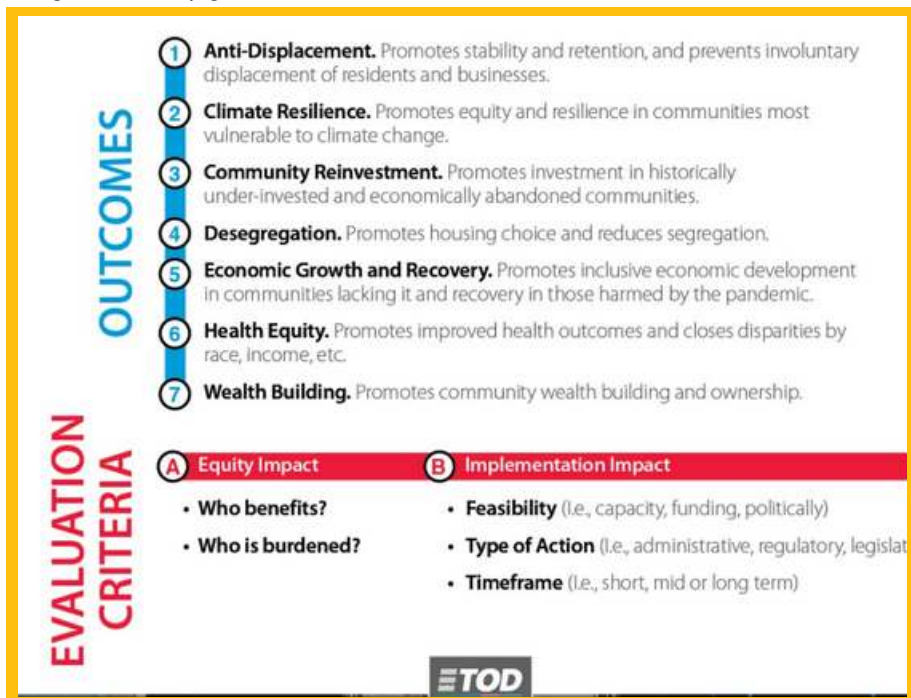 OUTCOMES
1 Anti-Displacement. Promotes stability and retention, and prevents involuntary
displacement of residents and businesses.
2 Climate Resilience. Promotes equity and resilience in communities most
vulnerable to climate change.
3 Community Reinvestment. Promotes investment in historically
under-invested and economically abandoned communities.
4 Desegregation. Promotes housing choice and reduces segregation.
5 Economic Growth and Recovery. Promotes inclusive economic development
in communities lacking it and recovery in those harmed by the pandemic.
6 Health Equity. Promotes improved health outcomes and closes disparities by
race, income, etc.
7 Wealth Building. Promotes community wealth building and ownership.
EVALUATION
CRITERIA
A Equity Impact
• Who benefits?
• Who is burdened?
B Implementation Impact
• Feasibility (I.e., capacity, funding, politically)
• Type of Action (I.e., administrative, regulatory, legislat
• Timeframe (I.e., short, mid or long term)
ETOD